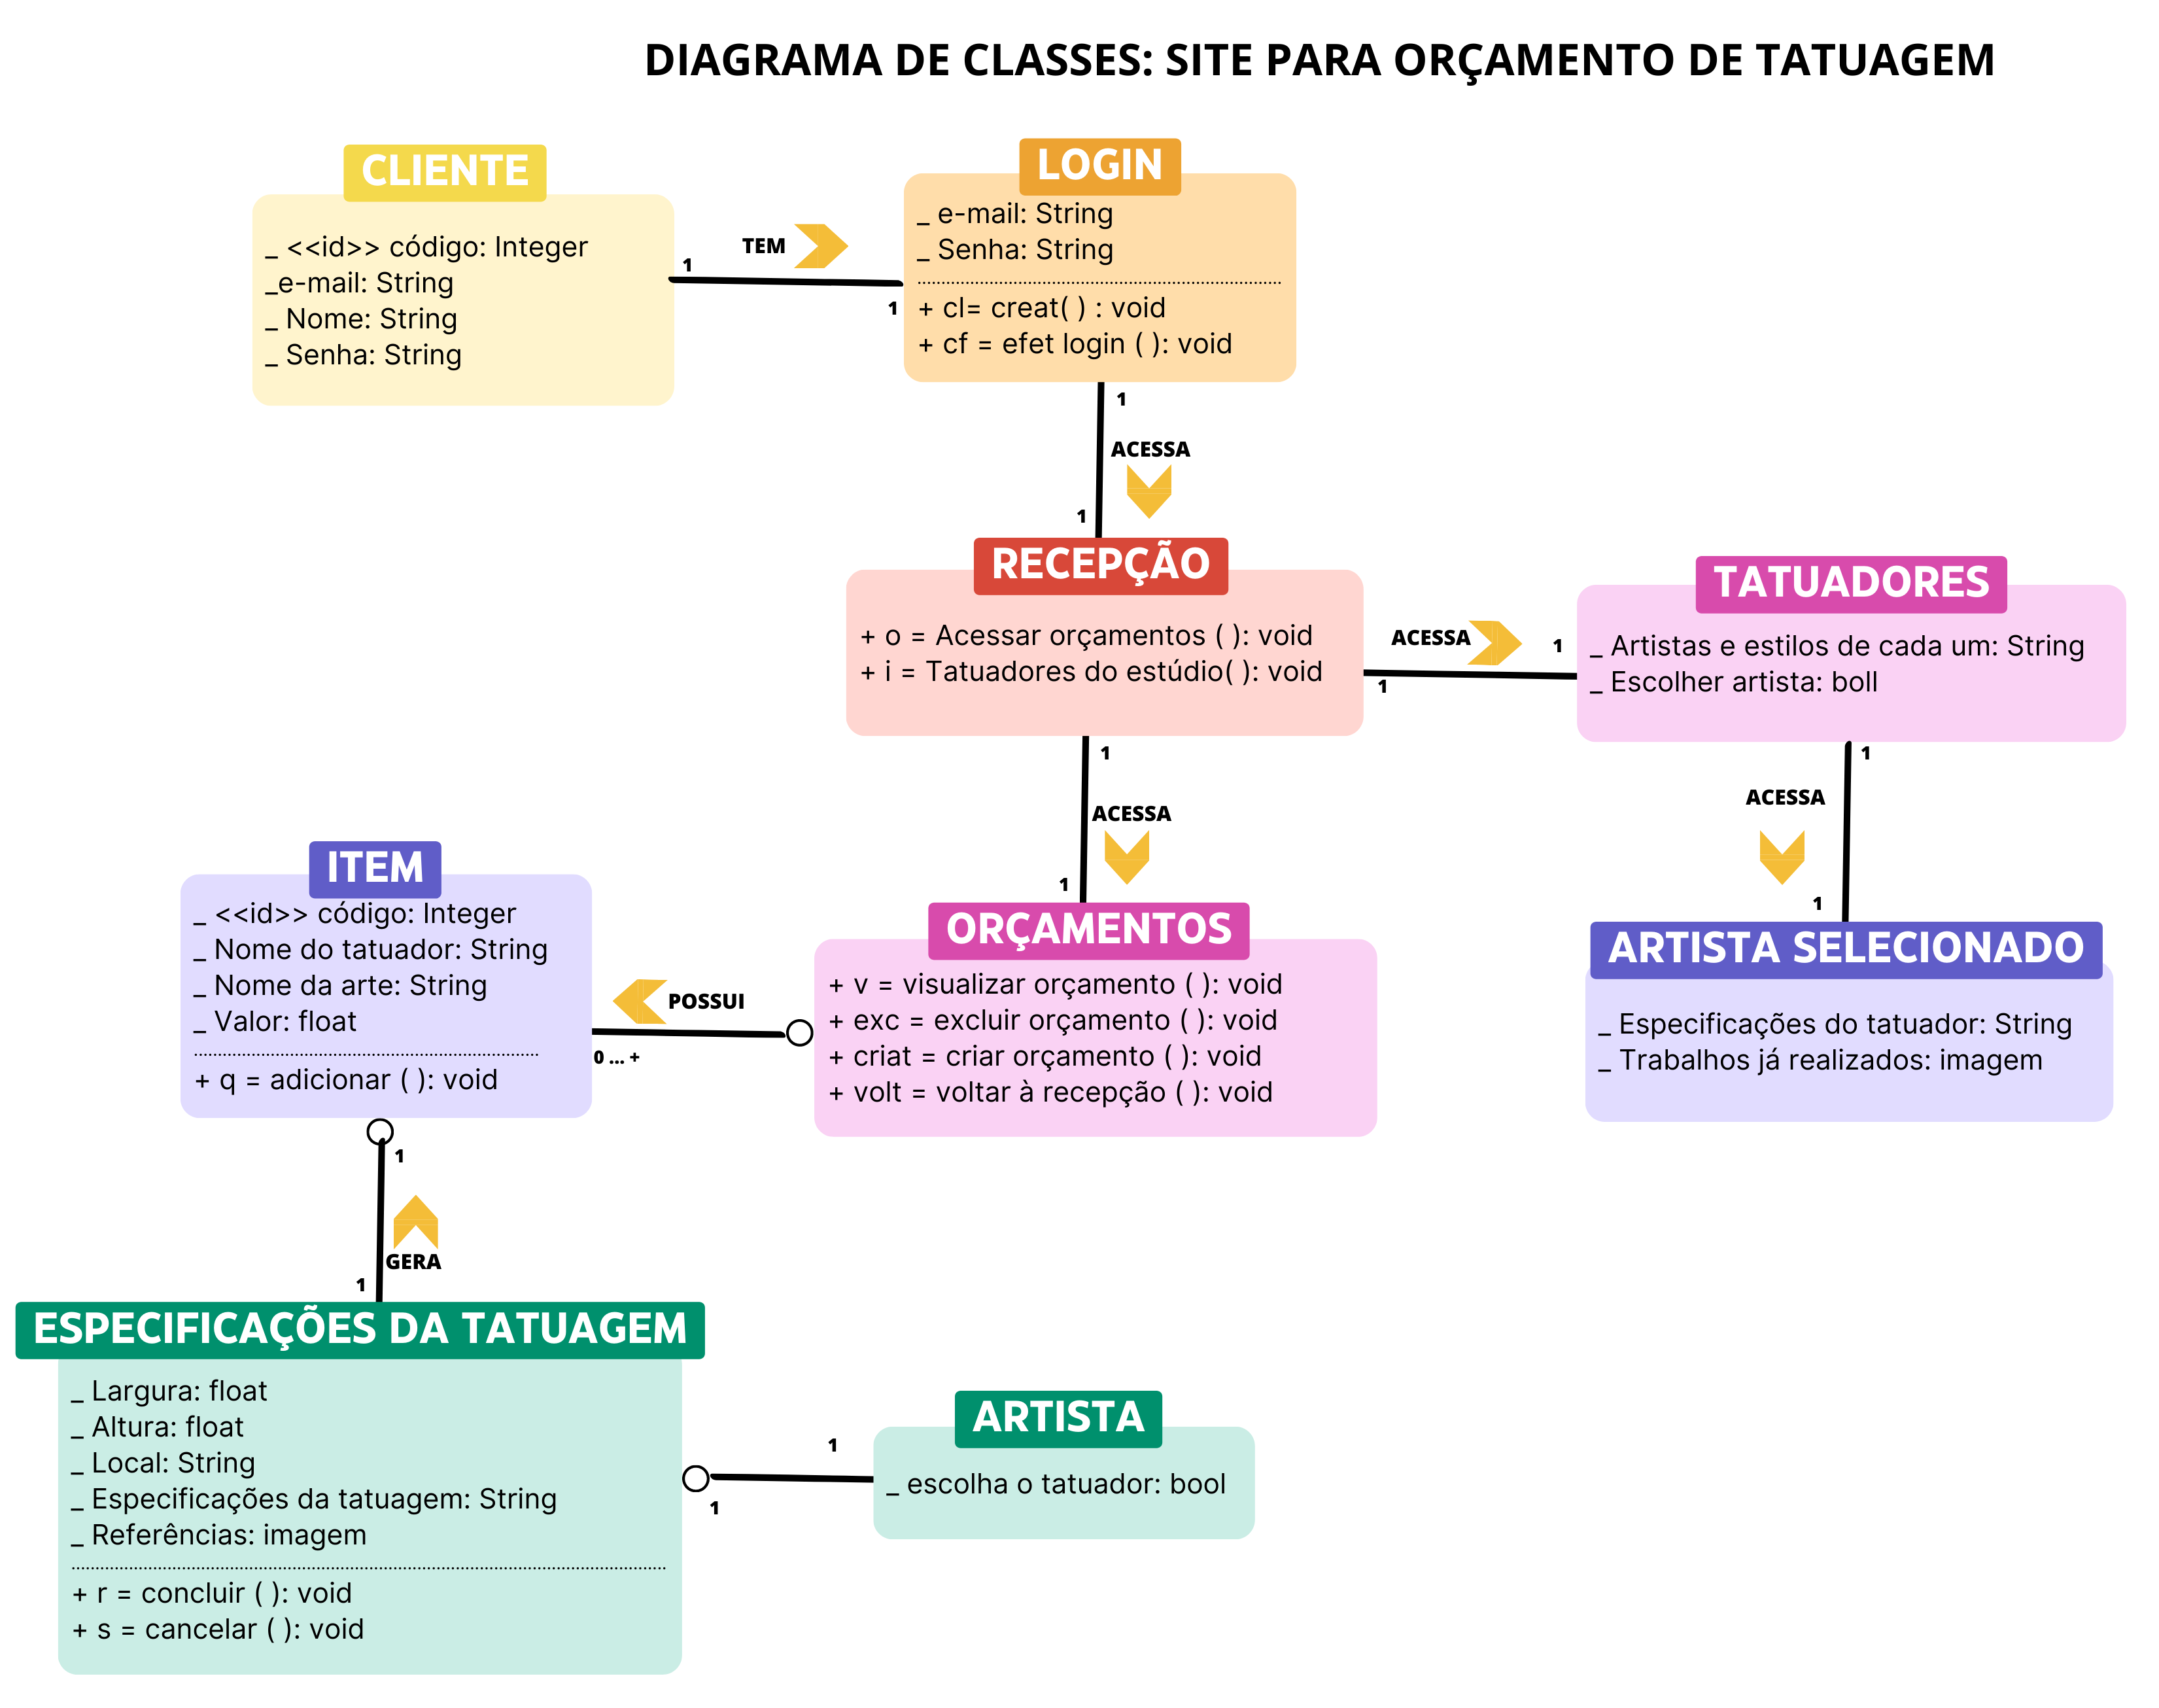 DIAGRAMA DE CLASSES: SITE PARA ORÇAMENTO DE TATUAGEM
CLIENTE
_ <<id>> código: Integer
_e-mail: String
_ Nome: String
_ Senha: String
1
TEM
1
LOGIN
_ e-mail: String
_ Senha: String
+ cl= creat( ) : void
+ cf = efet login ( ): void
1
ACESSA
1
RECEPÇÃO
+ o = Acessar orçamentos ( ): void
+ i = Tatuadores do estúdio( ): void
ACESSA
1
1
TATUADORES
_ Artistas e estilos de cada um: String
_ Escolher artista: boll
1
ACESSA
1
1
ACESSA
1
ARTISTA SELECIONADO
_ Especificações do tatuador: String
_ Trabalhos já realizados: imagem
ORÇAMENTOS
+ v = visualizar orçamento ( ): void
+ exc = excluir orçamento ( ): void
+ criat = criar orçamento ( ): void
+ volt = voltar à recepção ( ): void
POSSUI
0 ... +
ITEM
_ <<id>> código: Integer
_ Nome do tatuador: String
_ Nome da arte: String
_ Valor: float
+ q = adicionar ( ): void
1
GERA
1
ESPECIFICAÇÕES DA TATUAGEM
_ Largura: float
_ Altura: float
_ Local: String
_ Especificações da tatuagem: String
_ Referências: imagem
+ r = concluir ( ): void
+ s = cancelar ( ): void
1
1
ARTISTA
_ escolha o tatuador: bool